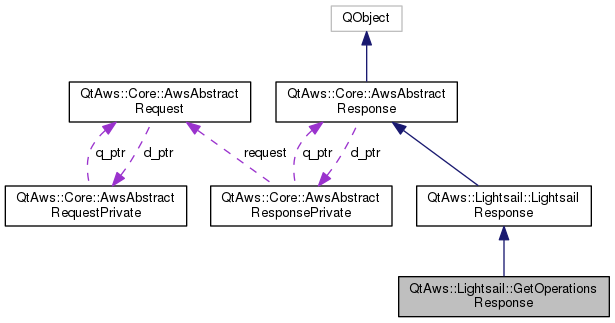 QObject
QtAws::Core::AwsAbstract
Request
QtAws::Core::AwsAbstract
Response
q_ptr
d_ptr
request
q_ptr
d_ptr
QtAws::Core::AwsAbstract
RequestPrivate
QtAws::Core::AwsAbstract
ResponsePrivate
QtAws::Lightsail::Lightsail
Response
QtAws::Lightsail::GetOperations
Response